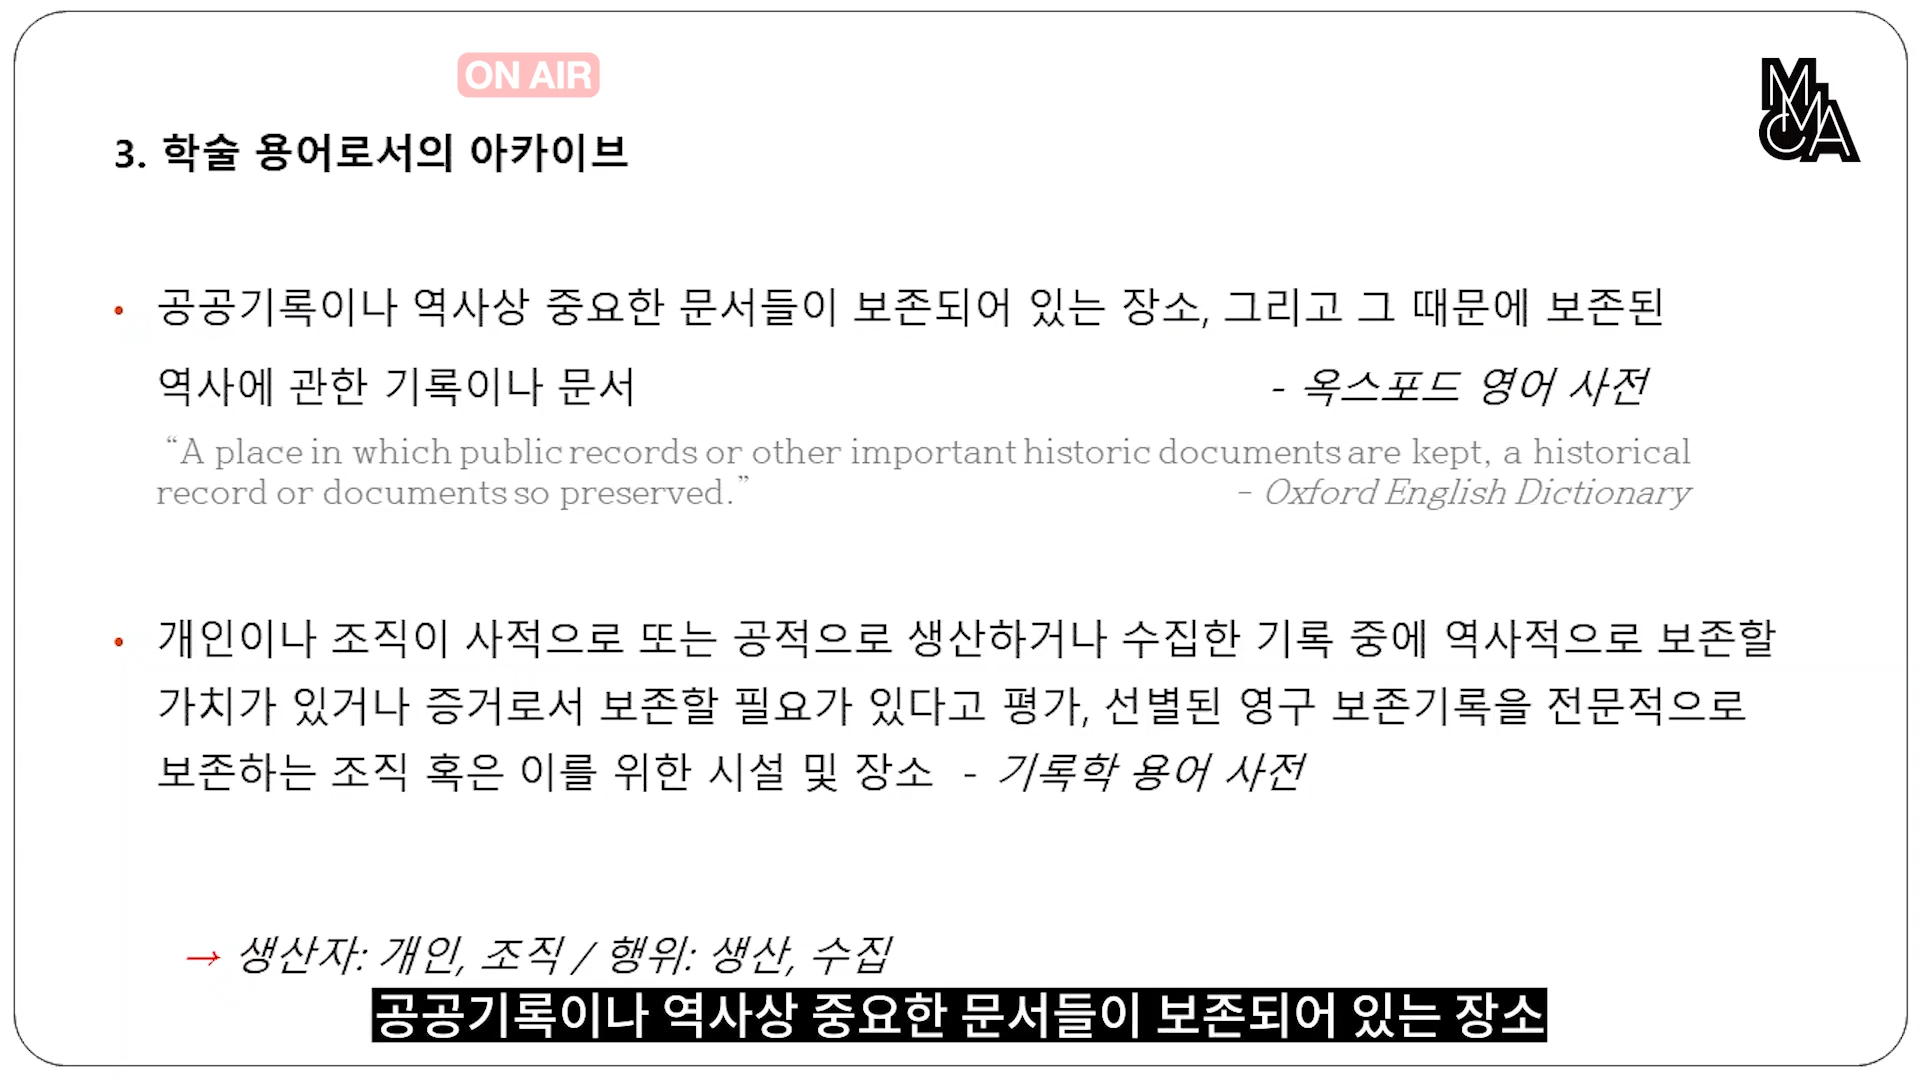 ON AIR
MMCA
3. 학술 용어로서의 아카이브
• 공공기록이나 역사상 중요한 문서들이 보존되어 있는 장소, 그리고 그 때문에 보존된
역사에 관한 기록이나 문서 - 옥스포드 영어 사전
“A place in which public records or other important historic documents are kept, a historical
record or documents so preserved.” - Oxford English Dictionary
• 개인이나 조직이 사적으로 또는 공적으로 생산하거나 수집한 기록 중에 역사적으로 보존할
가치가 있거나 증거로서 보존할 필요가 있다고 평가, 선별된 영구 보존기록을 전문적으로
보존하는 조직 혹은 이를 위한 시설 및 장소 - 기록학 용어 사전
→ 생산자: 개인, 조직 / 행위: 생산, 수집
공공기록이나 역사상 중요한 문서들이 보존되어 있는 장소